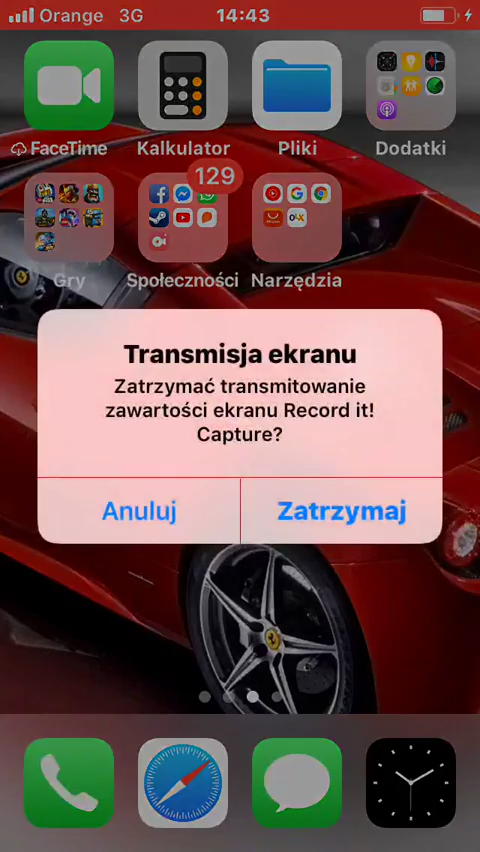 Orange 3G 14:43
FaceTime Kalkulator Pliki Dodatki
129
Gry Społeczności Narzędzia
Transmisja ekranu
Zatrzymać transmitowanie
zawartości ekranu Record it!
Capture?
Anuluj Zatrzymaj